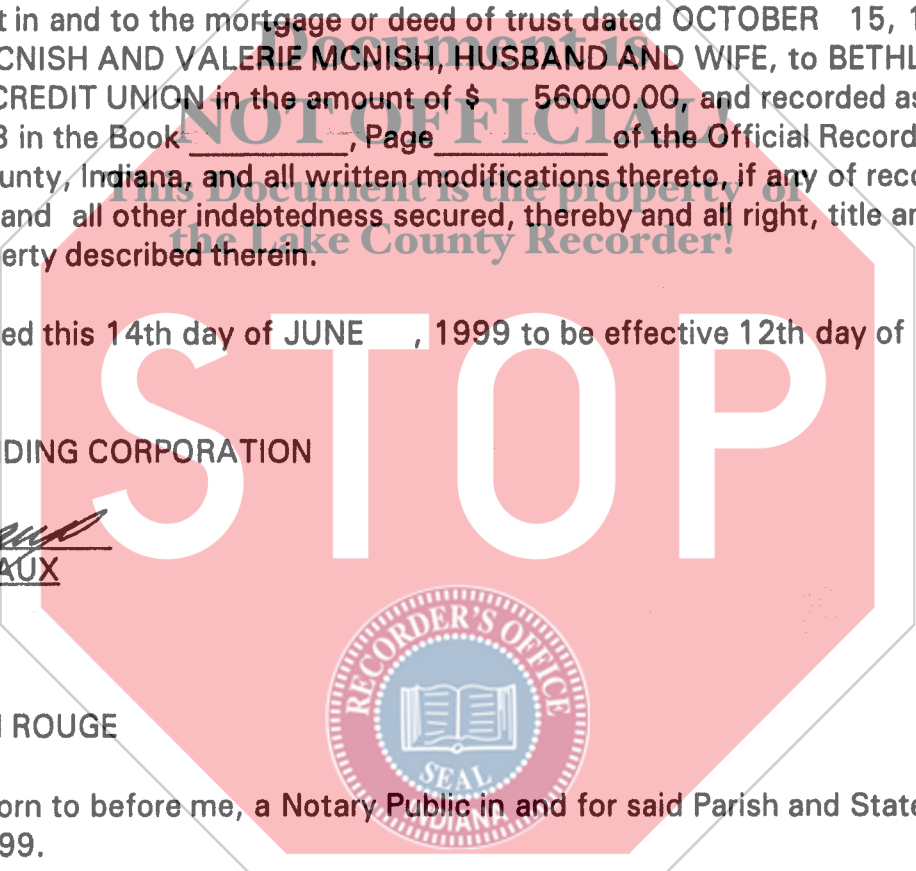 t in and to the mortgage or deed of trust dated OCTOBER 15, 1
CNISH AND VALERIE MCNISH, HUSBAND AND WIFE, to BETHL
CREDIT UNION in the amount of $ 56000.00, and recorded as
3 in the Book ________, Page __________ of the Official Record
unty, Indiana, and all written modifications thereto, if any of reco
and all other indebtedness secured, thereby and all right, title an
erty described therein.
Document is
NOT OFFICIAL!
This Document is the property of
the Lake County Recorder!
ed this 14th day of JUNE , 1999 to be effective 12th day of
STOP
DING CORPORATION
AUX
RECORDER'S OFFICE
SEAL
INDIANA
ROUGE
orn to before me, a Notary Public in and for said Parish and State
99.